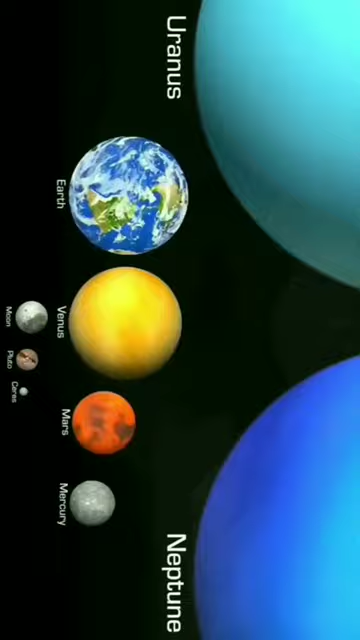 Uranus
Neptune
Earth
Venus
Mars
Mercury
Moon
Pluto
Ceres